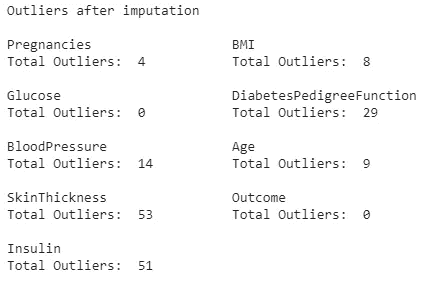 Outliers after imputation
Pregnancies
Total Outliers:  4
Glucose
Total Outliers:  0
BloodPressure
Total Outliers:  14
SkinThickness
Total Outliers:  53
Insulin
Total Outliers:  51
BMI
Total Outliers:  8
DiabetesPedigreeFunction
Total Outliers:  29
Age
Total Outliers:  9
Outcome
Total Outliers:  0